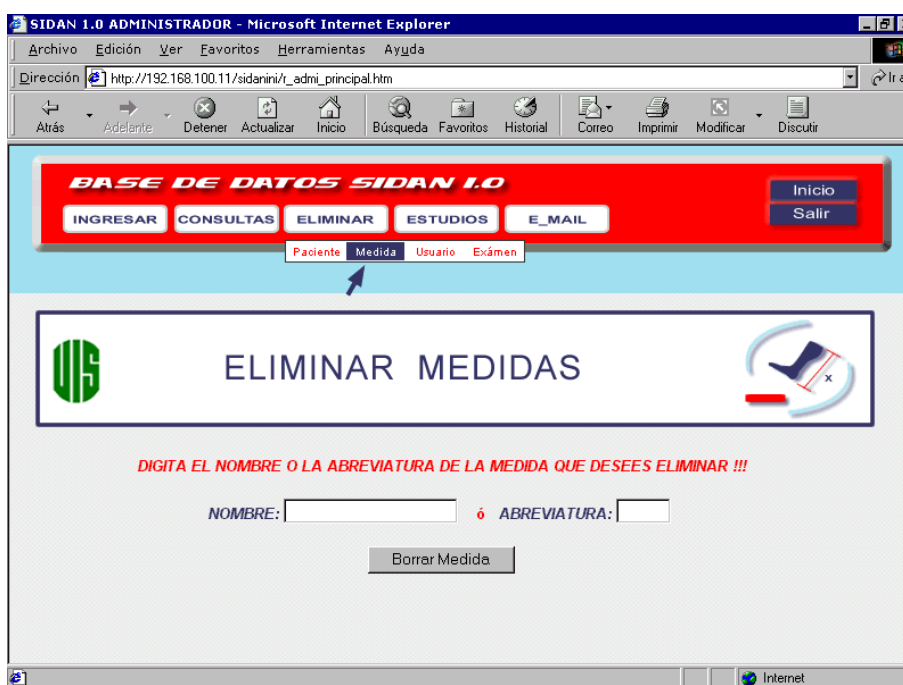 SIDAN 1.0 ADMINISTRADOR - Microsoft Internet Explorer
Archivo Edición Ver Favoritos Herramientas Ayuda
Dirección http://192.168.100.11/sidanini/r_admi_principal.htm Ir a
Atrás Adelante Detener Actualizar Inicio Búsqueda Favoritos Historial Correo Imprimir Modificar Discutir
BASE DE DATOS SIDAN 1.0
Inicio
INGRESAR CONSULTAS ELIMINAR ESTUDIOS E_MAIL Salir
Paciente Medida Usuario Exámen
UIS ELIMINAR MEDIDAS x
DIGITA EL NOMBRE O LA ABREVIATURA DE LA MEDIDA QUE DESEES ELIMINAR !!!
NOMBRE: ó ABREVIATURA:
Borrar Medida
Internet